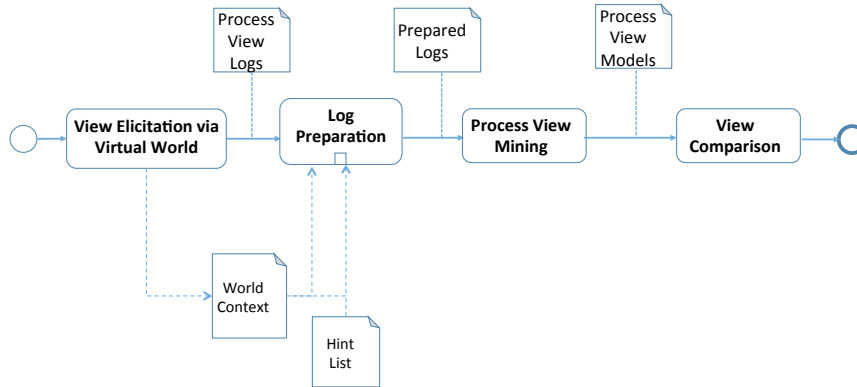 Process
View
Logs
Prepared
Logs
Process
View
Models
View Elicitation via
Virtual World
Log
Preparation
Process View
Mining
View
Comparison
World
Context
Hint
List